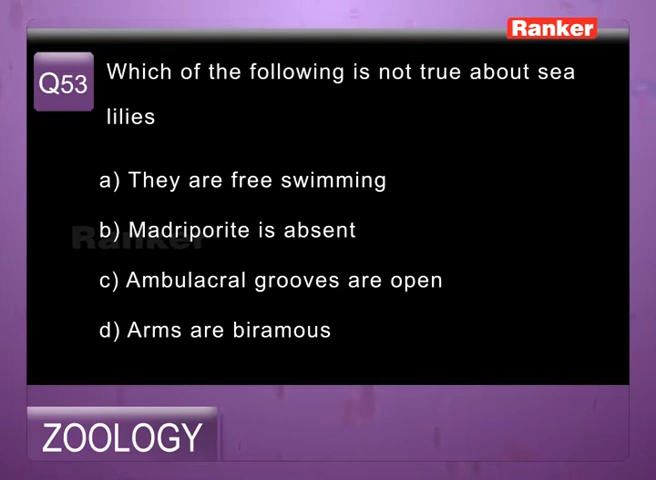 Ranker
Q53
Which of the following is not true about sea
lilies
a) They are free swimming
b) Madriporite is absent
Ranker
c) Ambulacral grooves are open
d) Arms are biramous
ZOOLOGY